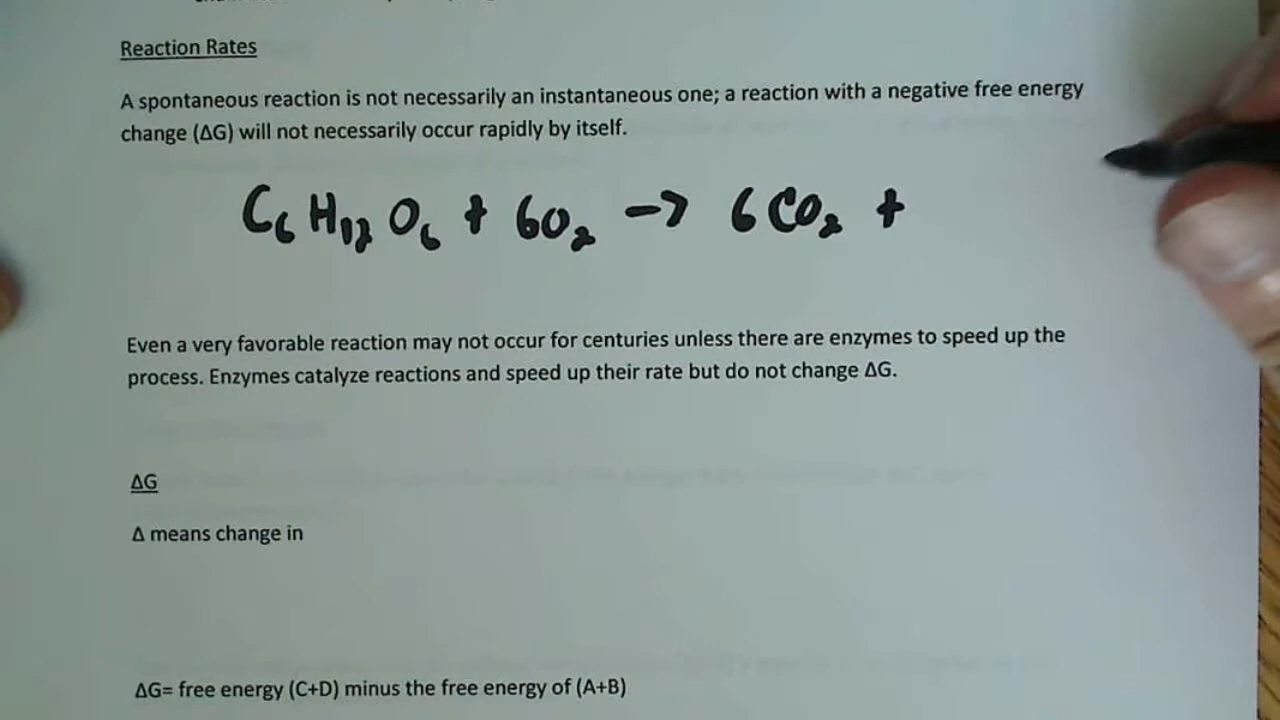 Reaction Rates
A spontaneous reaction is not necessarily an instantaneous one; a reaction with a negative free energy
change (ΔG) will not necessarily occur rapidly by itself.
C₆H₁₂O₆ + 6O₂ → 6CO₂ +
Even a very favorable reaction may not occur for centuries unless there are enzymes to speed up the
process. Enzymes catalyze reactions and speed up their rate but do not change ΔG.
ΔG
Δ means change in
ΔG= free energy (C+D) minus the free energy of (A+B)